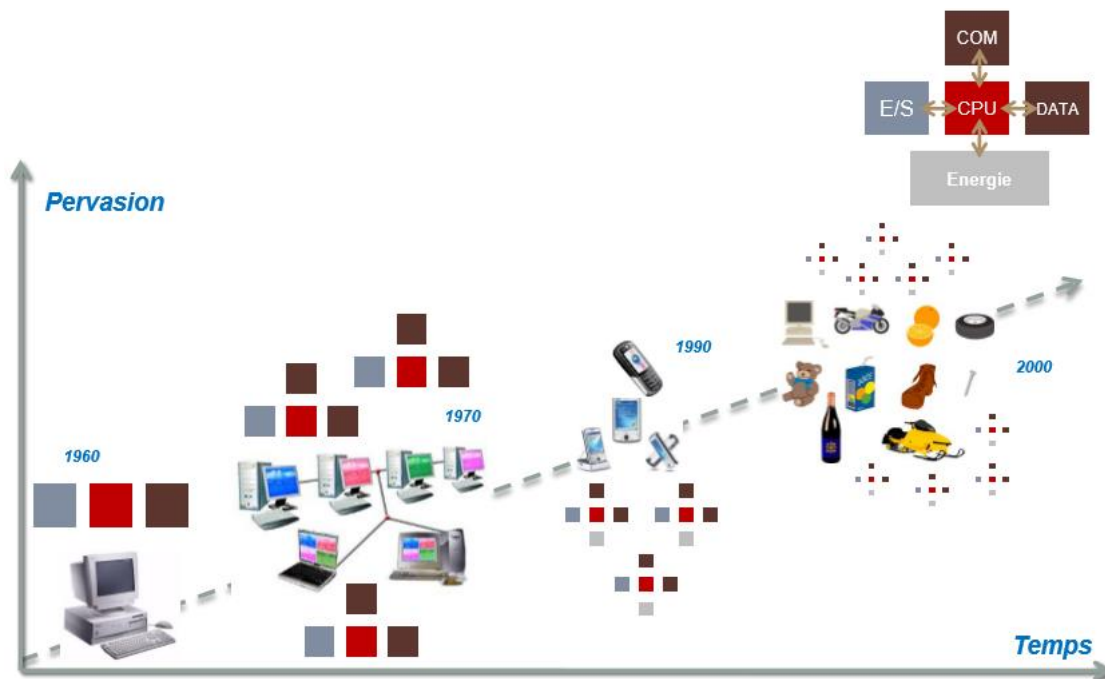 COM
E/S CPU DATA
Energie
Pervasion
1990
2000
1970
1960
Temps